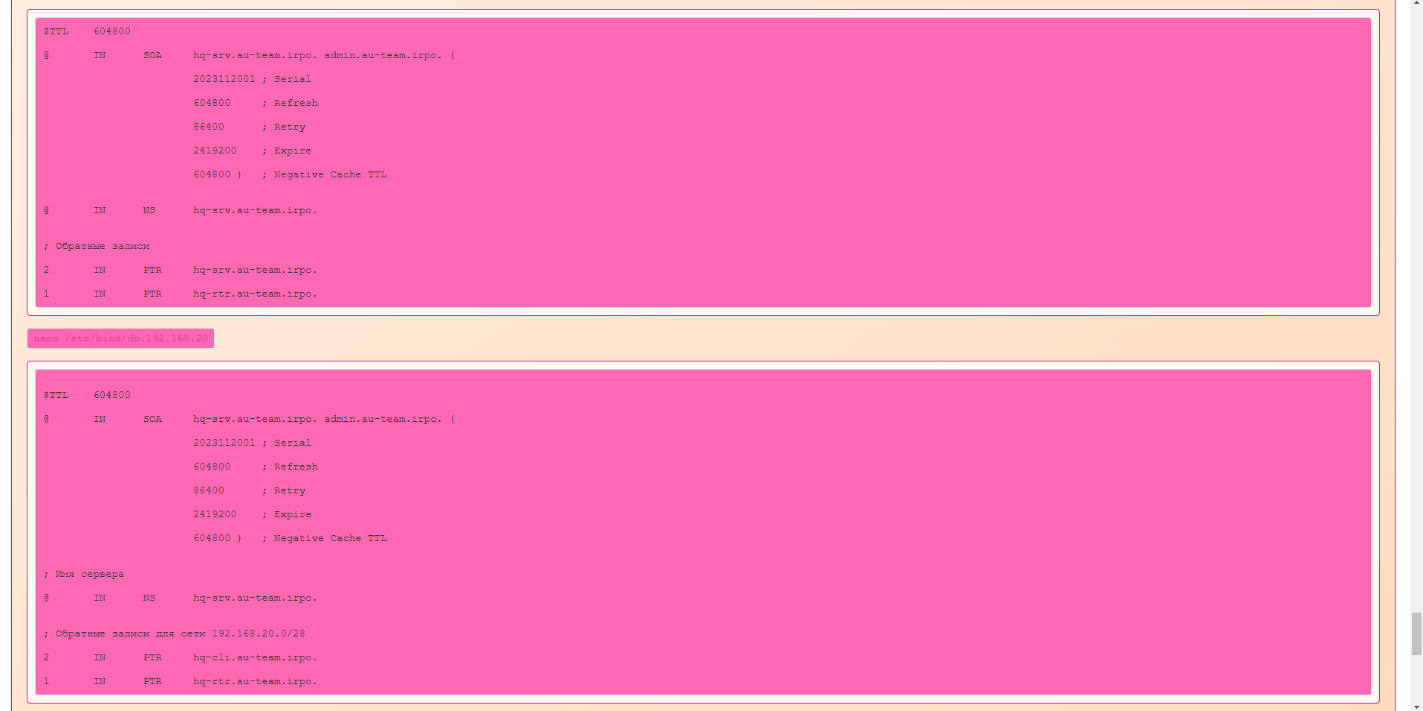 $TTL    604800
@       IN      SOA     hq-srv.au-team.irpo. admin.au-team.irpo. (
                        2023112001 ; Serial
                        604800     ; Refresh
                        86400      ; Retry
                        2419200    ; Expire
                        604800 )   ; Negative Cache TTL
@       IN      NS      hq-srv.au-team.irpo.
; Обратные записи
2       IN      PTR     hq-srv.au-team.irpo.
1       IN      PTR     hq-rtr.au-team.irpo.
nano /etc/bind/db.192.168.20
$TTL    604800
@       IN      SOA     hq-srv.au-team.irpo. admin.au-team.irpo. (
                        2023112001 ; Serial
                        604800     ; Refresh
                        86400      ; Retry
                        2419200    ; Expire
                        604800 )   ; Negative Cache TTL
; Имя сервера
@       IN      NS      hq-srv.au-team.irpo.
; Обратные записи для сети 192.168.20.0/28
2       IN      PTR     hq-cli.au-team.irpo.
1       IN      PTR     hq-rtr.au-team.irpo.